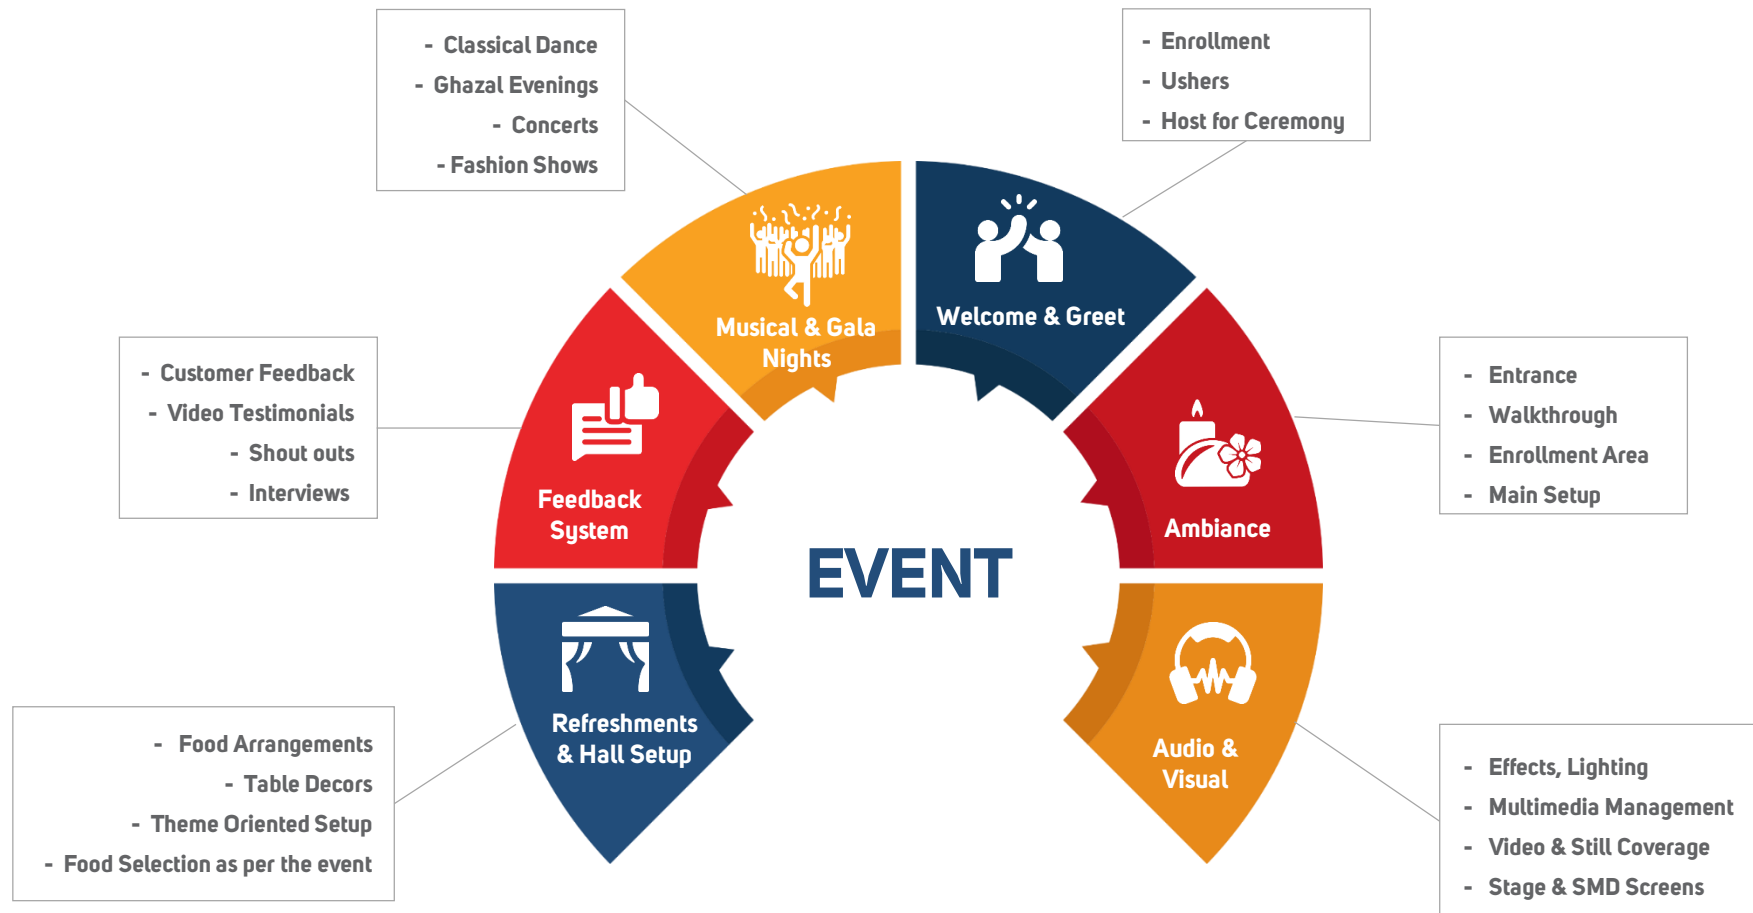 - Classical Dance
- Ghazal Evenings
- Concerts
- Fashion Shows
- Enrollment
- Ushers
- Host for Ceremony
Musical & Gala
Nights
Welcome & Greet
- Customer Feedback
- Video Testimonials
- Shout outs
- Interviews
Feedback
System
Ambiance
- Entrance
- Walkthrough
- Enrollment Area
- Main Setup
EVENT
Refreshments
& Hall Setup
Audio &
Visual
- Food Arrangements
- Table Decors
- Theme Oriented Setup
- Food Selection as per the event
- Effects, Lighting
- Multimedia Management
- Video & Still Coverage
- Stage & SMD Screens